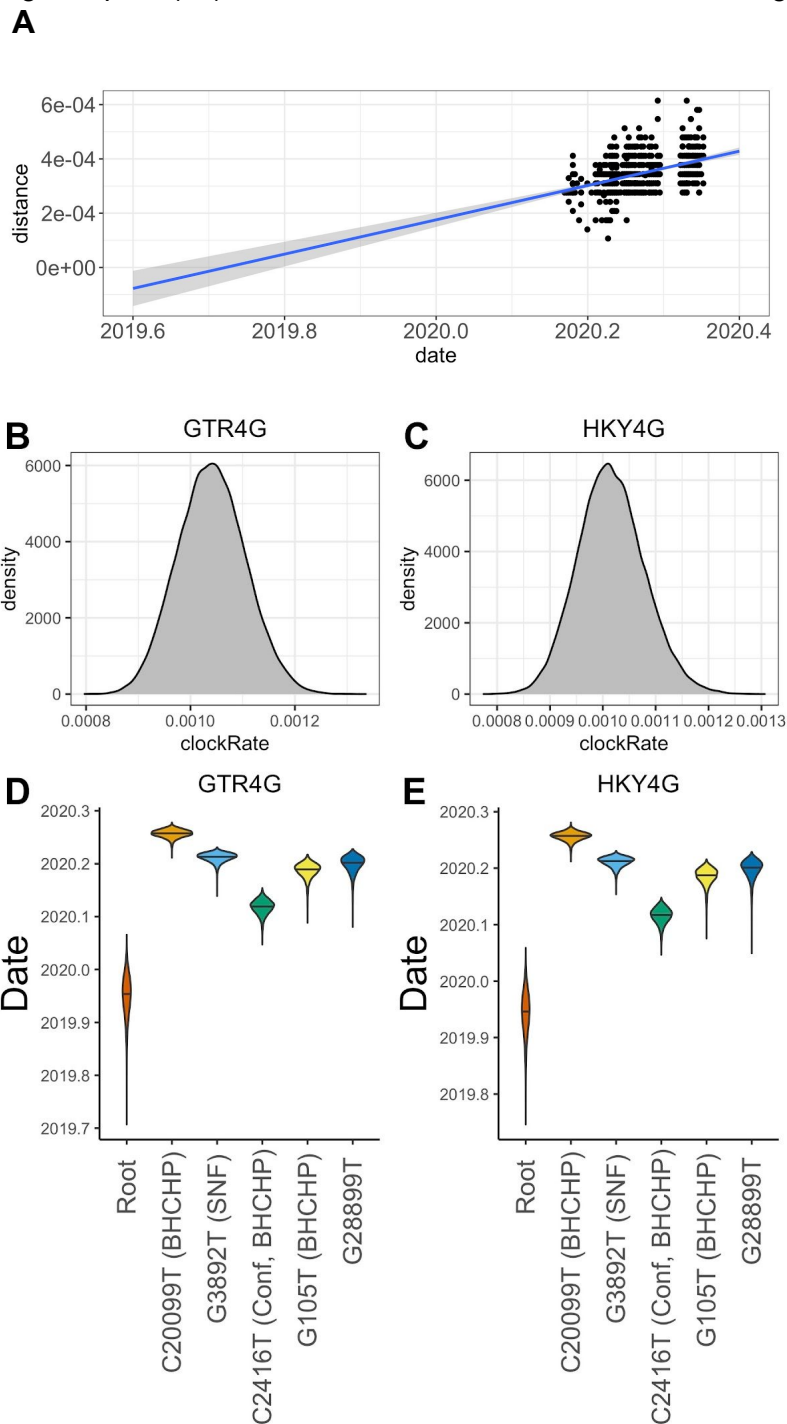 A
6e-04
4e-04
2e-04
0e+00
distance
2019.6 2019.8 2020.0 2020.2 2020.4
date
B GTR4G
6000
4000
2000
0
density
0.0008 0.0010 0.0012
clockRate
C HKY4G
6000
4000
2000
0
density
0.0008 0.0009 0.0010 0.0011 0.0012 0.0013
clockRate
D GTR4G
2020.3
2020.2
2020.1
2020.0
2019.9
2019.8
2019.7
Date
Root
C20099T (BHCHP)
G3892T (SNF)
C2416T (Conf, BHCHP)
G105T (BHCHP)
G28899T
E HKY4G
2020.3
2020.2
2020.1
2020.0
2019.9
2019.8
Date
Root
C20099T (BHCHP)
G3892T (SNF)
C2416T (Conf, BHCHP)
G105T (BHCHP)
G28899T